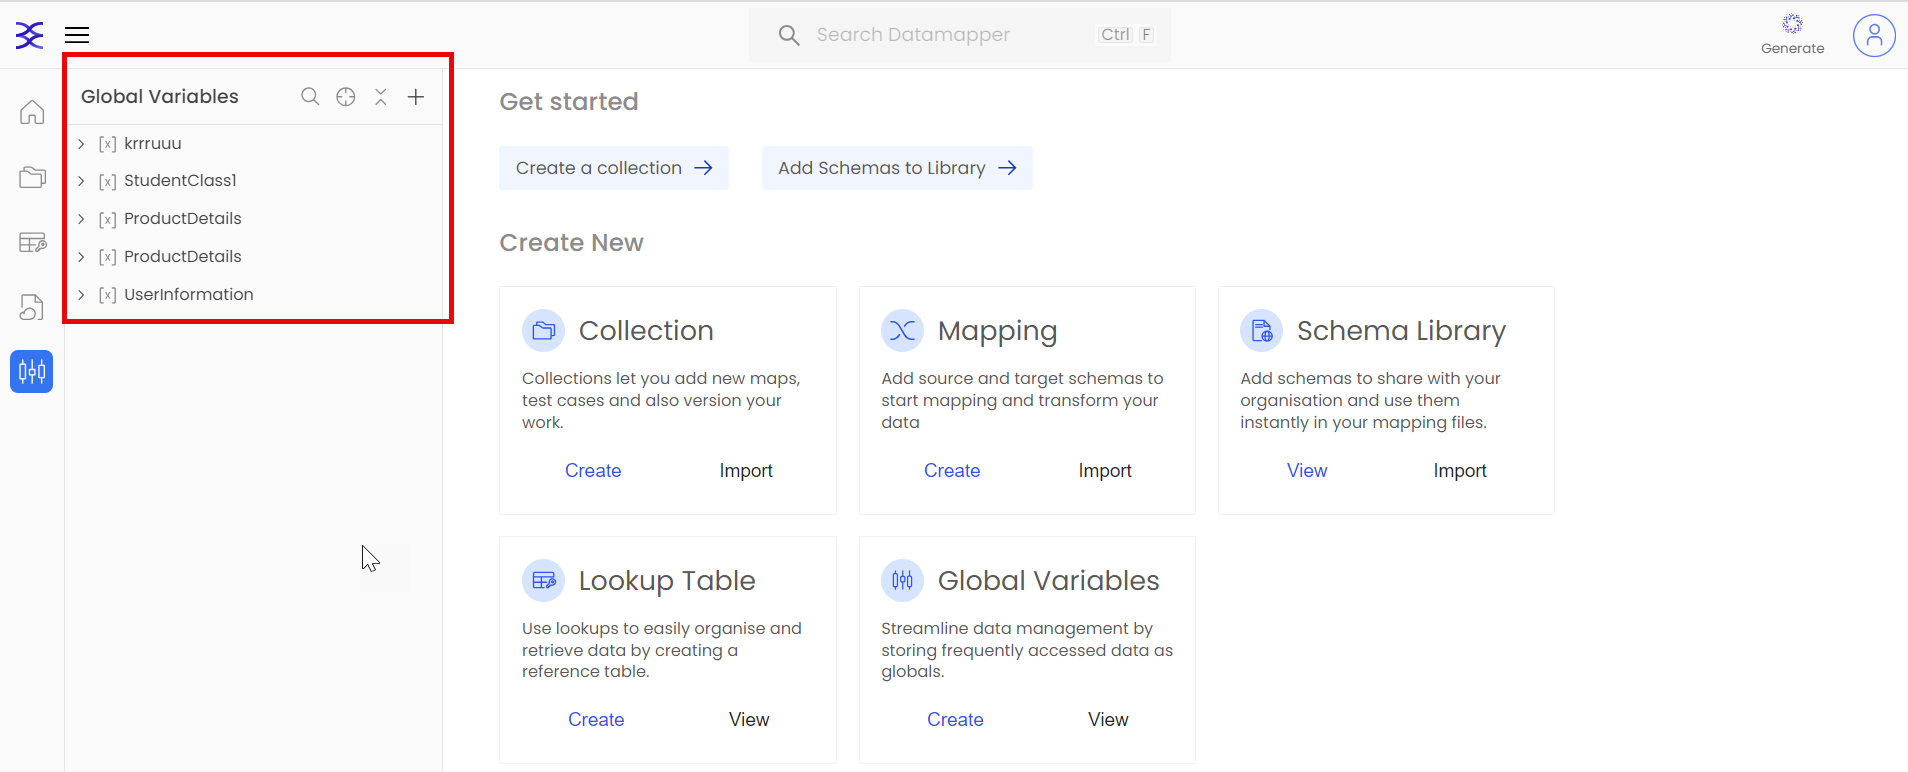 Search Datamapper Ctrl F
Generate
Global Variables
[x] krrruuu
[x] StudentClass1
[x] ProductDetails
[x] ProductDetails
[x] UserInformation
Get started
Create a collection
Add Schemas to Library
Create New
Collection
Collections let you add new maps,
test cases and also version your
work.
Create Import
Mapping
Add source and target schemas to
start mapping and transform your
data
Create Import
Schema Library
Add schemas to share with your
organisation and use them
instantly in your mapping files.
View Import
Lookup Table
Use lookups to easily organise and
retrieve data by creating a
reference table.
Create View
Global Variables
Streamline data management by
storing frequently accessed data as
globals.
Create View